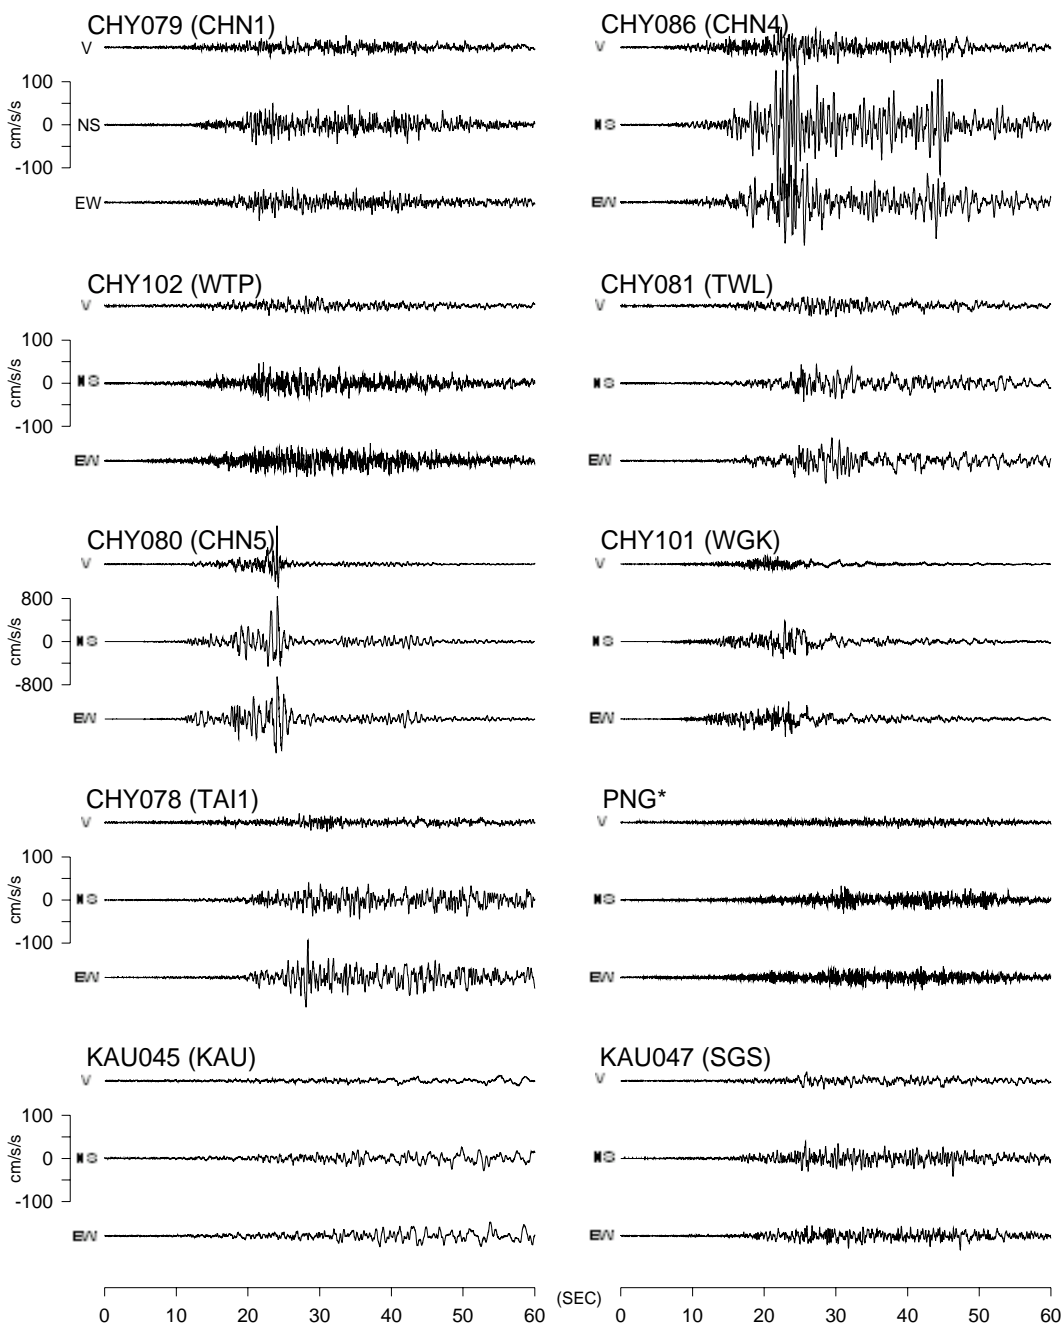 CHY079 (CHN1)
V
100
0
-100
cm/s/s
NS
EW
CHY086 (CHN4)
V
NS
EW
CHY102 (WTP)
V
100
0
-100
cm/s/s
NS
EW
CHY081 (TWL)
V
NS
EW
CHY080 (CHN5)
V
800
0
-800
cm/s/s
NS
EW
CHY101 (WGK)
V
NS
EW
CHY078 (TAI1)
V
100
0
-100
cm/s/s
NS
EW
PNG*
V
NS
EW
KAU045 (KAU)
V
100
0
-100
cm/s/s
NS
EW
KAU047 (SGS)
V
NS
EW
0 10 20 30 40 50 60
(SEC)
0 10 20 30 40 50 60